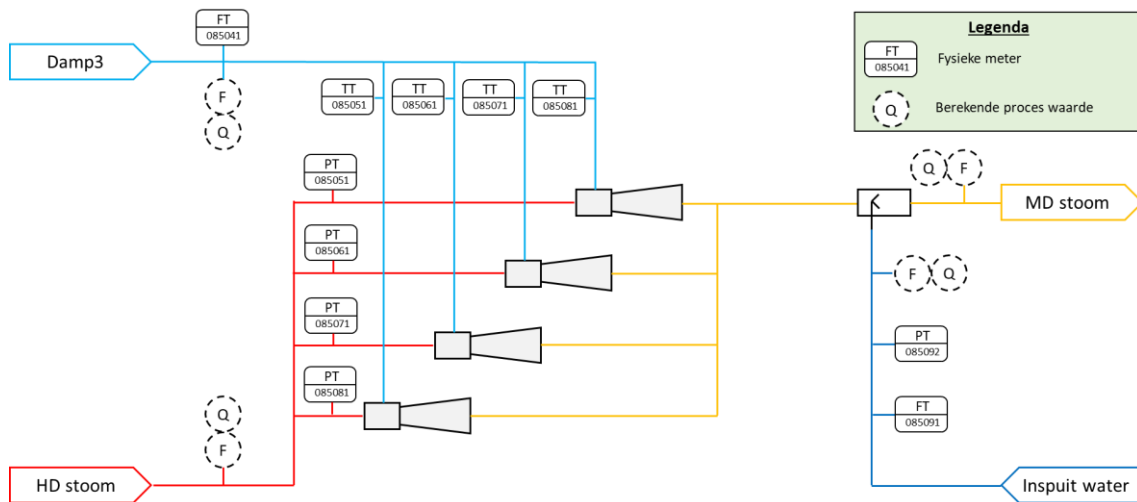 FT
085041
Damp3
F
Q
TT
085051
TT
085061
TT
085071
TT
085081
Legenda
FT
085041
Fysieke meter
Q
Berekende proces waarde
PT
085051
PT
085061
PT
085071
PT
085081
Q
F
HD stoom
Q
F
MD stoom
F
Q
PT
085092
FT
085091
Inspuit water